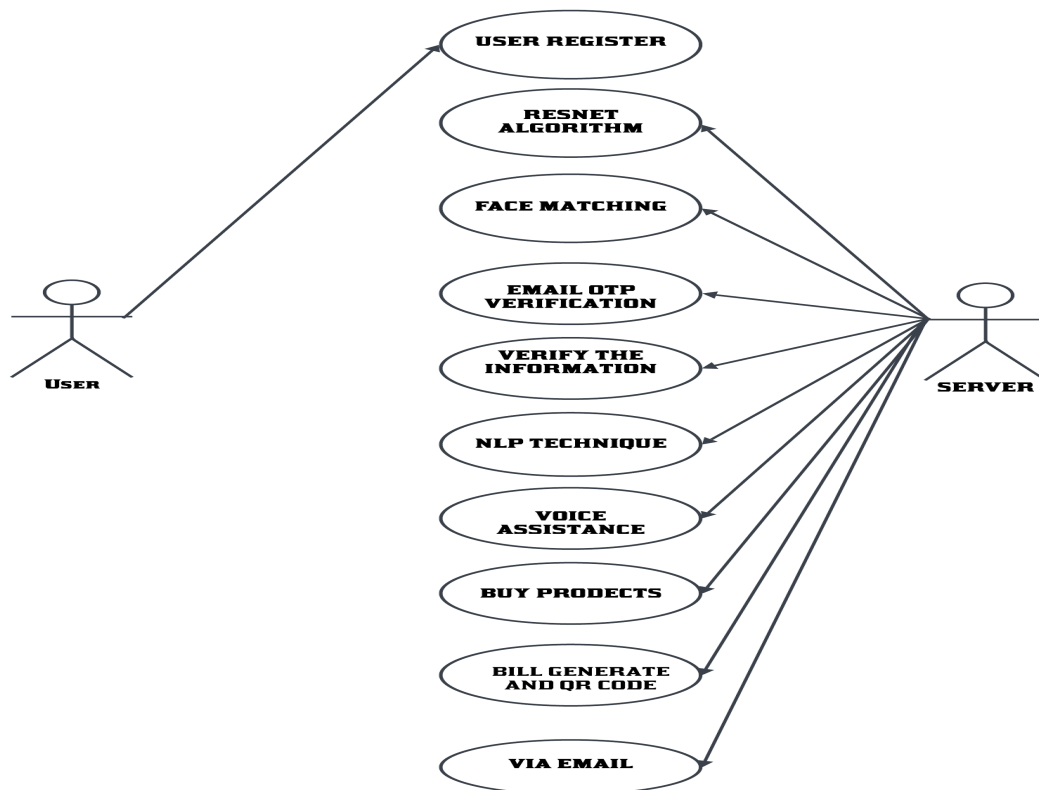 USER REGISTER
RESNET
ALGORITHM
FACE MATCHING
EMAIL OTP
VERIFICATION
VERIFY THE
INFORMATION
USER
SERVER
NLP TECHNIQUE
VOICE
ASSISTANCE
BUY PRODECTS
BILL GENERATE
AND QR CODE
VIA EMAIL